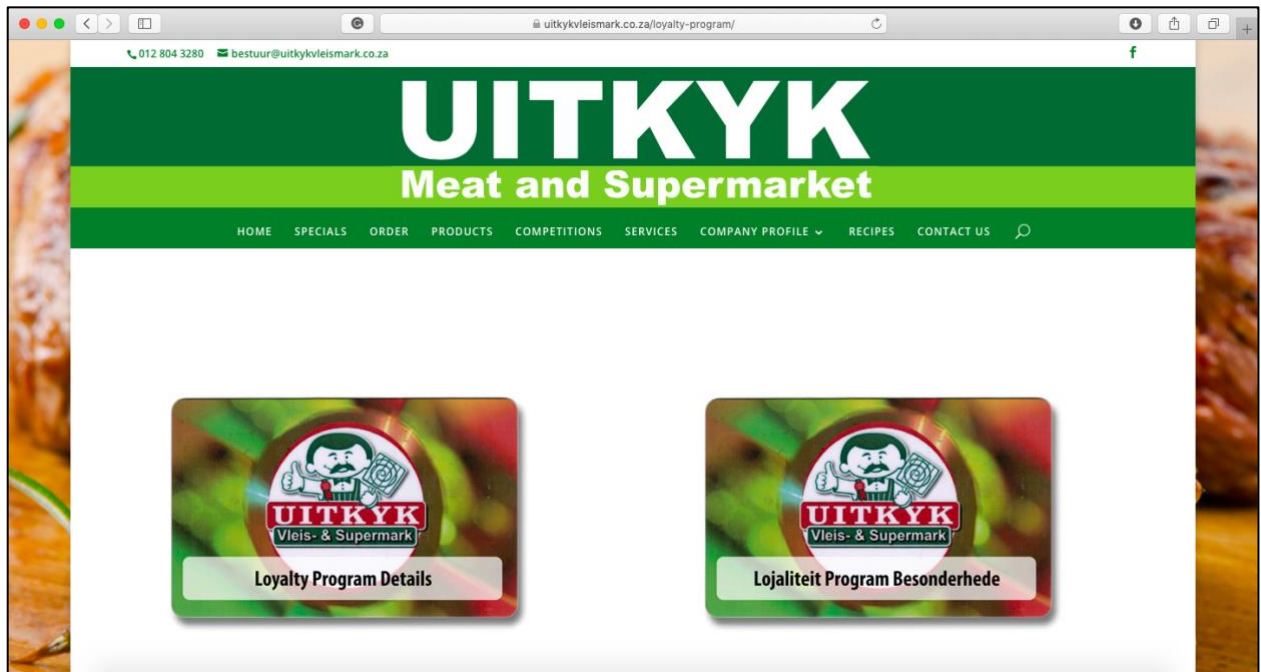 uitkykvleismark.co.za/loyalty-program/
012 804 3280 bestuur@uitkykvleismark.co.za f
UITKYK
Meat and Supermarket
HOME SPECIALS ORDER PRODUCTS COMPETITIONS SERVICES COMPANY PROFILE RECIPES CONTACT US
UITKYK
Vleis- & Supermark
Loyalty Program Details
UITKYK
Vleis- & Supermark
Lojaliteit Program Besonderhede